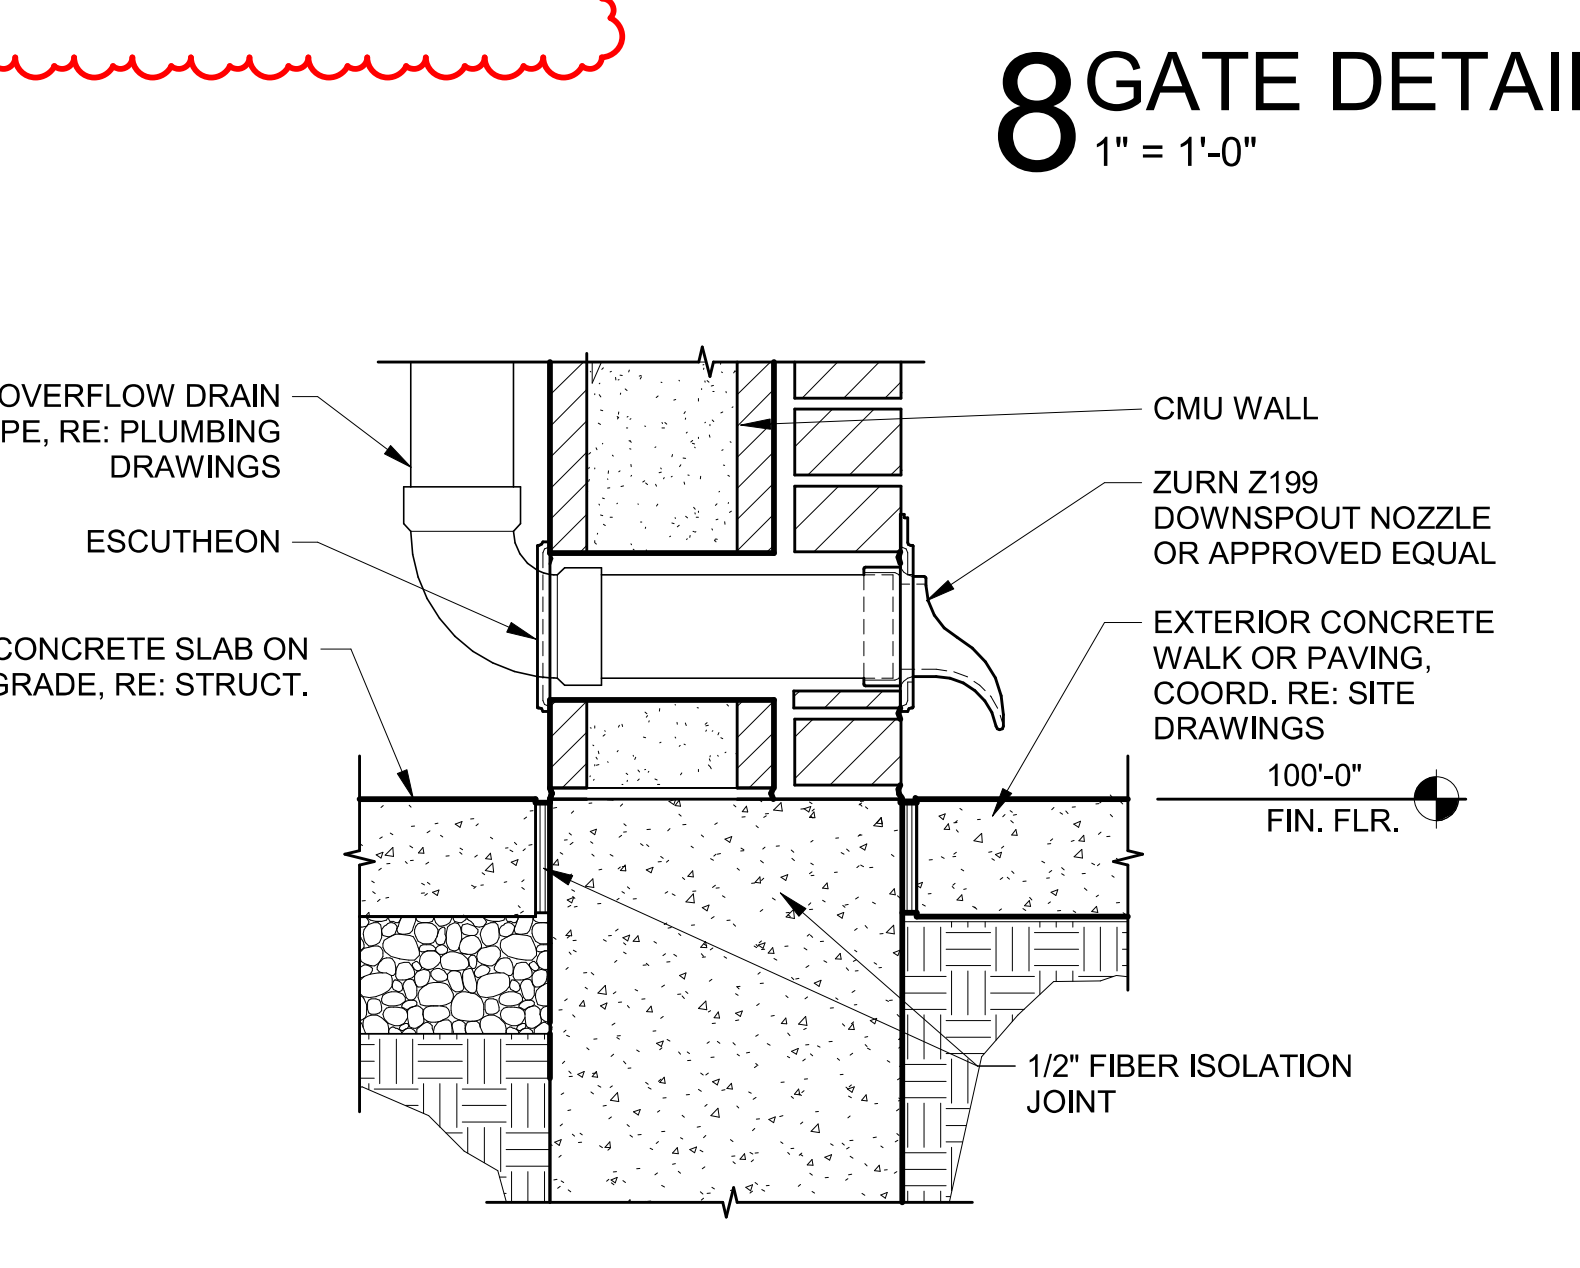 8 GATE DETAIL
1" = 1'-0"
OVERFLOW DRAIN
PE, RE: PLUMBING
DRAWINGS
ESCUTHEON
CONCRETE SLAB ON
GRADE, RE: STRUCT.
CMU WALL
ZURN Z199
DOWNSPOUT NOZZLE
OR APPROVED EQUAL
EXTERIOR CONCRETE
WALK OR PAVING,
COORD. RE: SITE
DRAWINGS
100'-0"
FIN. FLR.
1/2" FIBER ISOLATION
JOINT